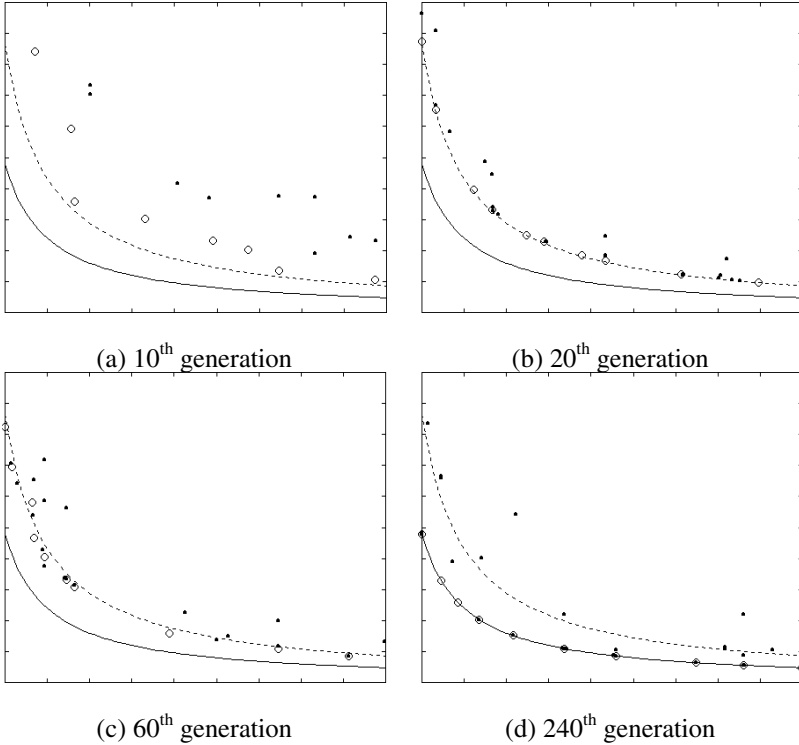 (a) 10th generation
(b) 20th generation
(c) 60th generation
(d) 240th generation